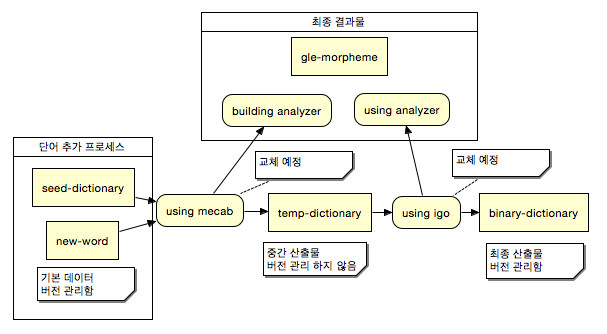 최종 결과물
gle-morpheme
building analyzer
using analyzer
단어 추가 프로세스
seed-dictionary
new-word
기본 데이터
버전 관리함
교체 예정
교체 예정
using mecab
temp-dictionary
using igo
binary-dictionary
중간 산출물
버전 관리 하지 않음
최종 산출물
버전 관리함